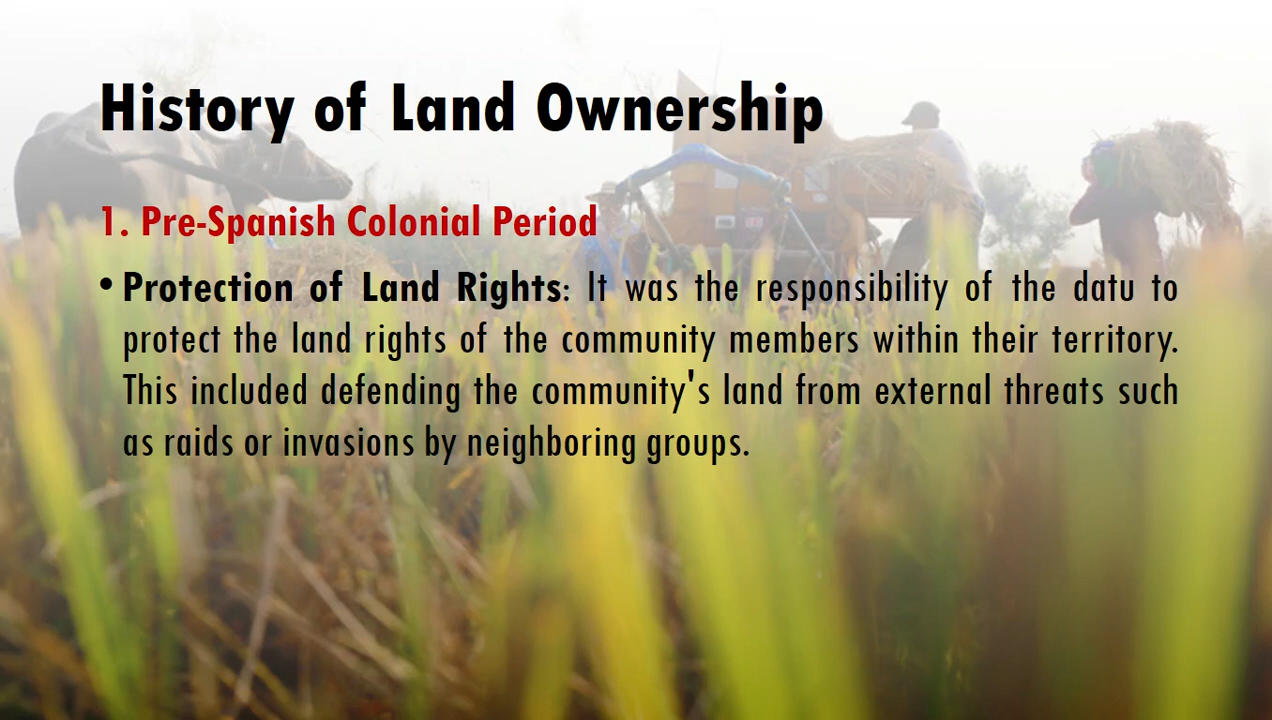 History of Land Ownership
1. Pre-Spanish Colonial Period
• Protection of Land Rights: It was the responsibility of the datu to
protect the land rights of the community members within their territory.
This included defending the community's land from external threats such
as raids or invasions by neighboring groups.